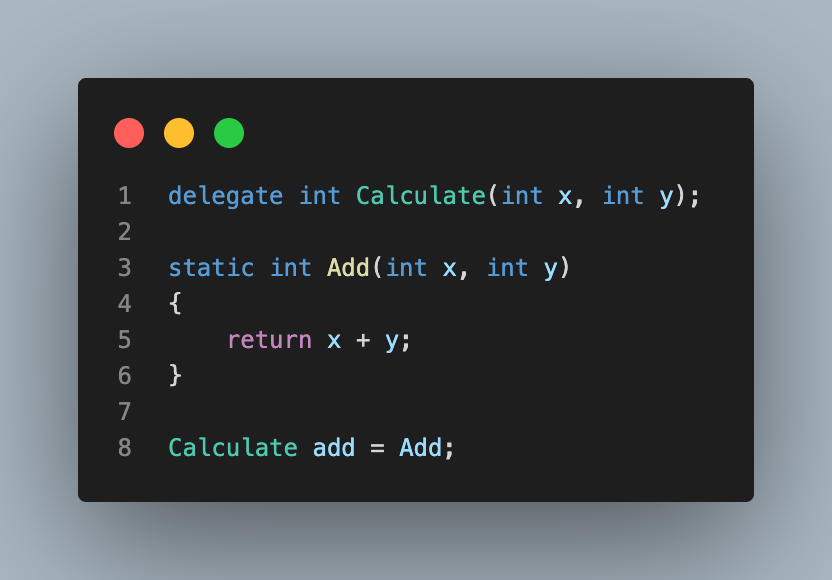 1 delegate int Calculate(int x, int y);
2
3 static int Add(int x, int y)
4 {
5     return x + y;
6 }
7
8 Calculate add = Add;